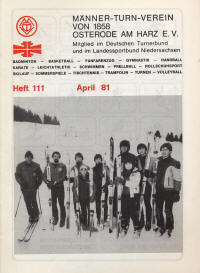 MÄNNER-TURN-VEREIN
VON 1858
OSTERODE AM HARZ E.V.
Mitglied im Deutschen Turnerbund
und im Landessportbund Niedersachsen
BADMINTON – BASKETBALL – FANFARENZUG – GYMNASTIK – HANDBALL
KARATE – LEICHTATHLETIK – SCHWIMMEN – PRELLBALL – ROLLSCHUHSPORT
SKILAUF – SOMMERSPIELE – TISCHTENNIS – TRAMPOLIN – TURNEN – VOLLEYBALL
Heft 111 April 81